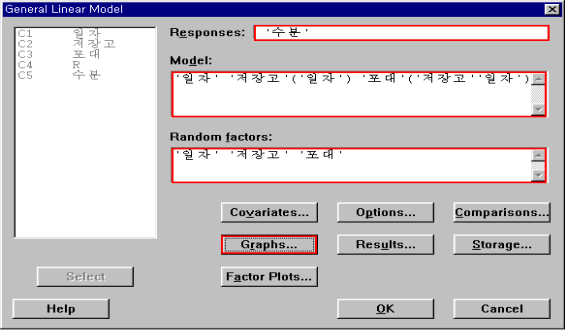 General Linear Model
C1 일자
C2 저장고
C3 포대
C4 R
C5 수분
Responses: '수분'
Model:
'일자' '저장고'('일자') '포대'('저장고''일자')
Random factors:
'일자' '저장고' '포대'
Covariates... Options... Comparisons...
Graphs... Results... Storage...
Select Factor Plots...
Help OK Cancel